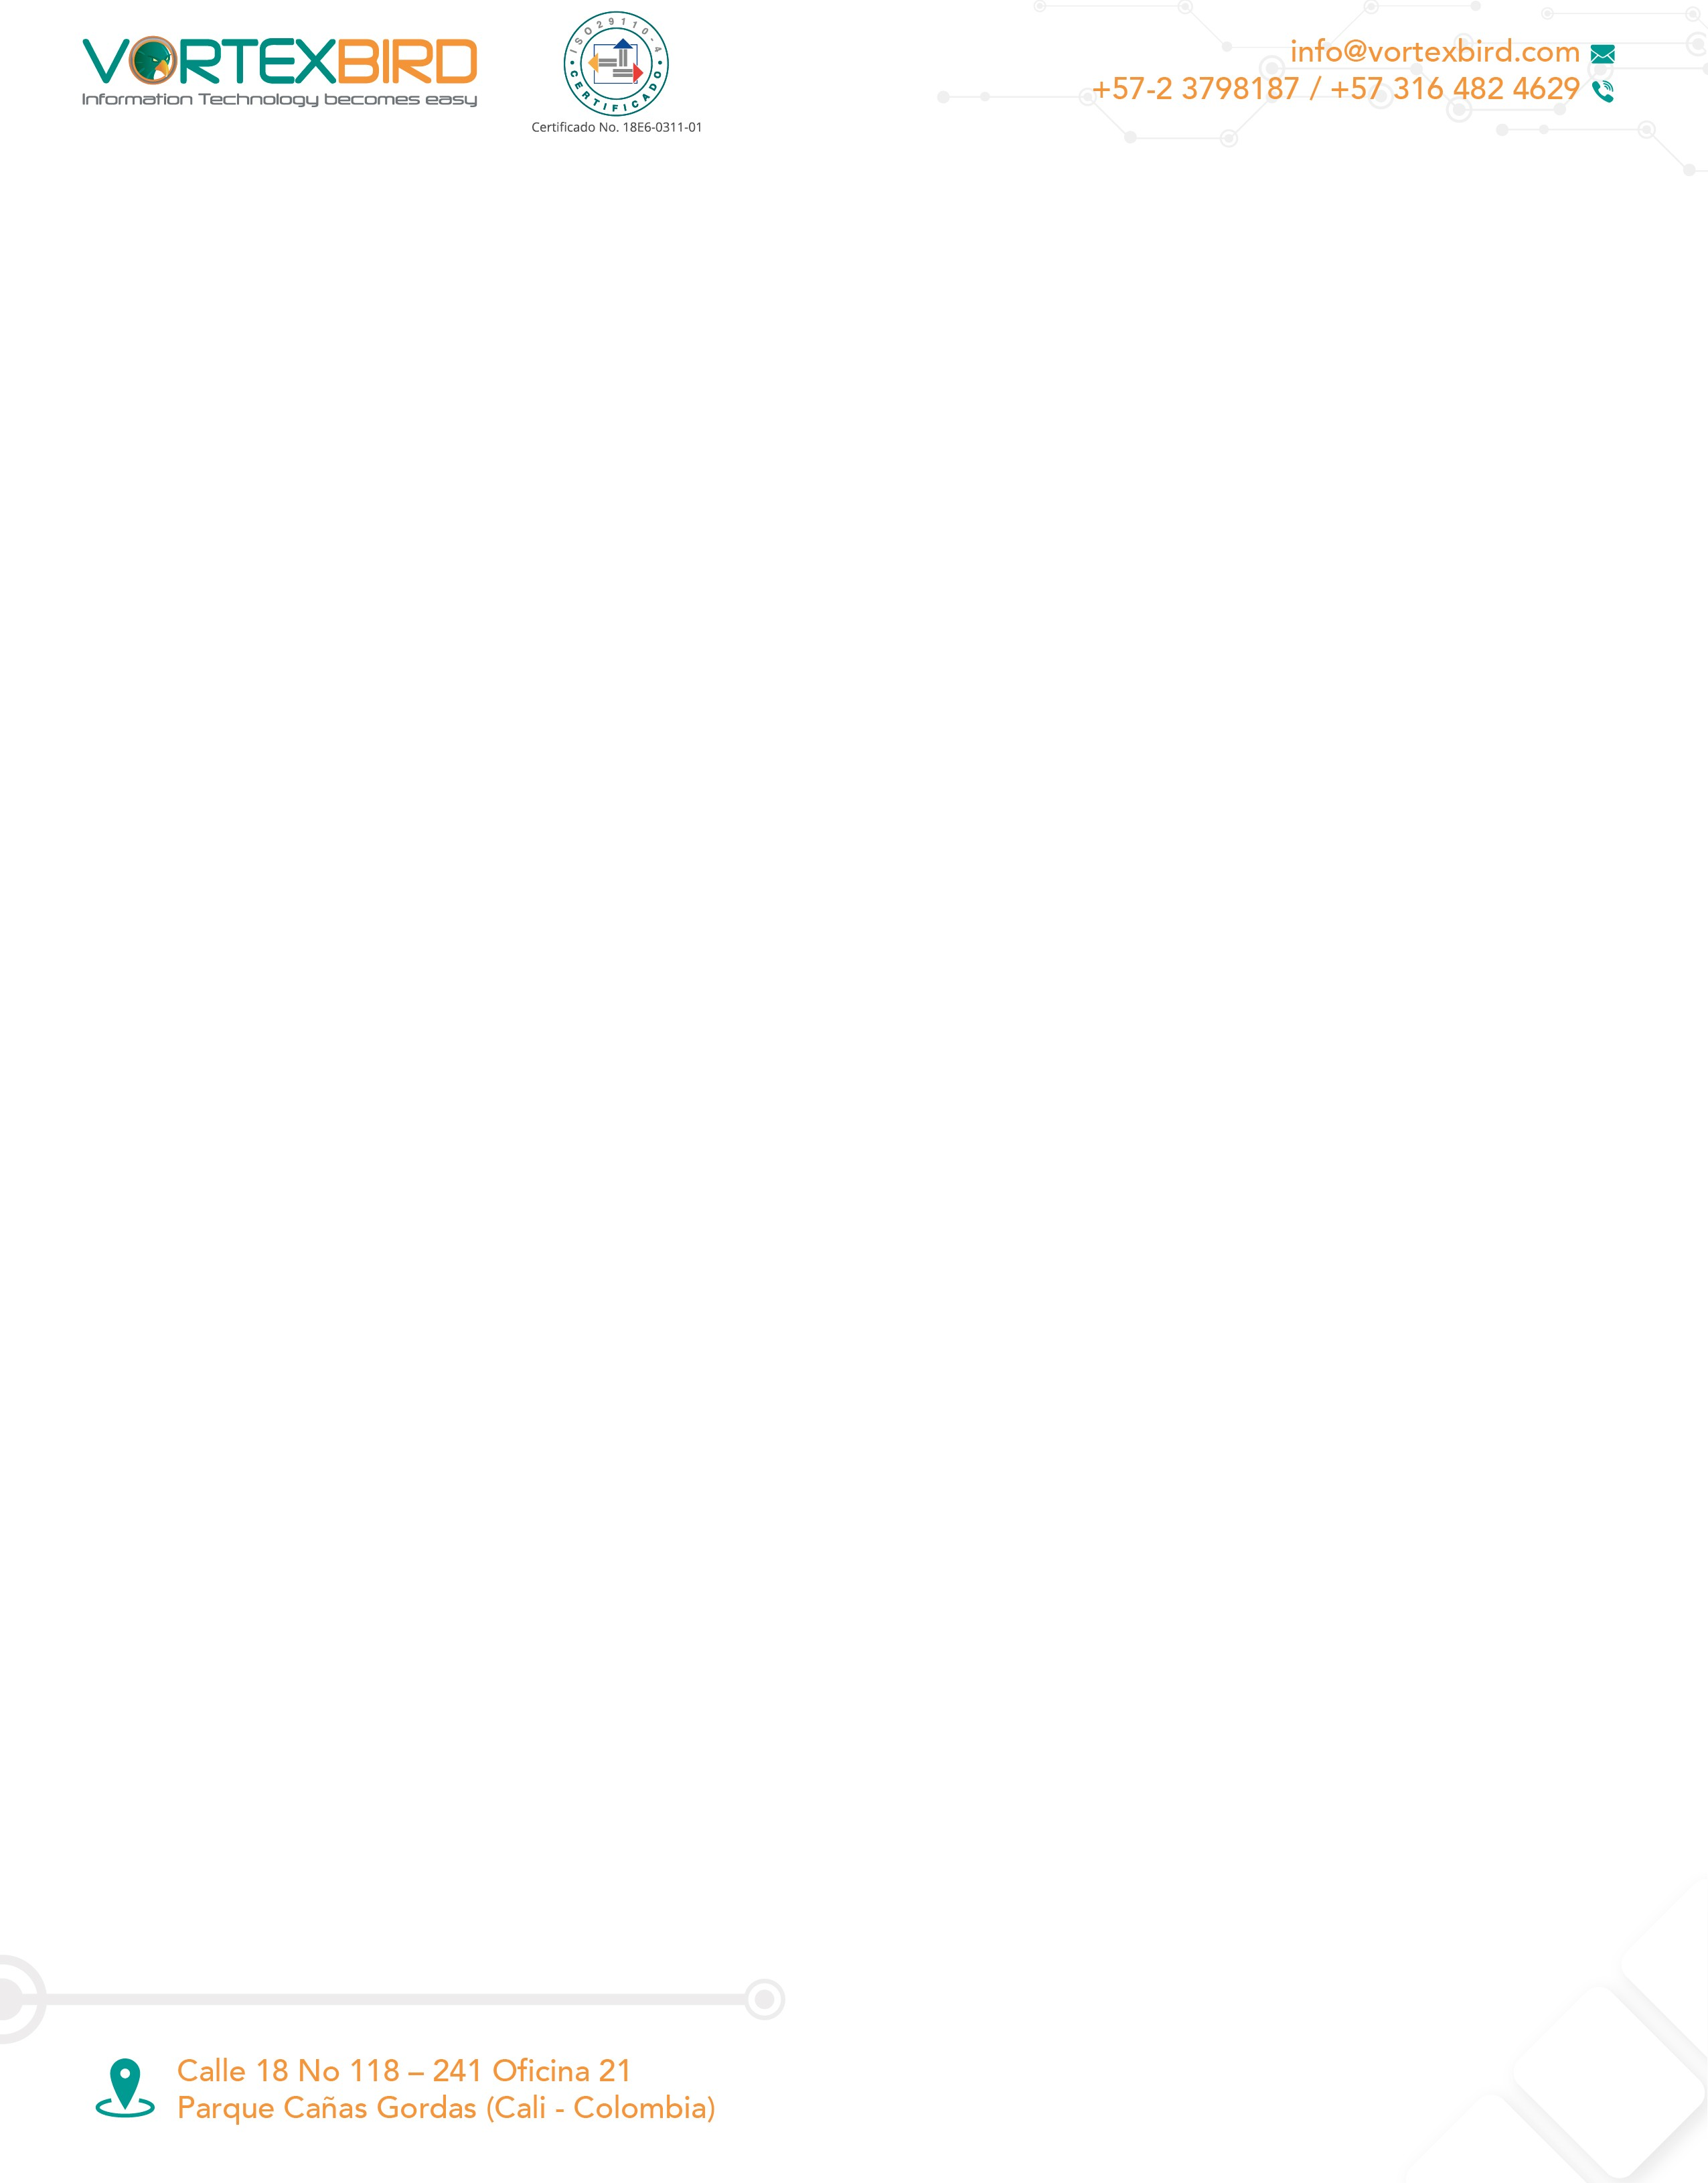 VORTEXBIRD
Information Technology becomes easy
ISO 29110-4
CERTIFICADO
Certificado No. 18E6-0311-01
info@vortexbird.com
+57-2 3798187 / +57 316 482 4629
Calle 18 No 118 – 241 Oficina 21
Parque Cañas Gordas (Cali - Colombia)